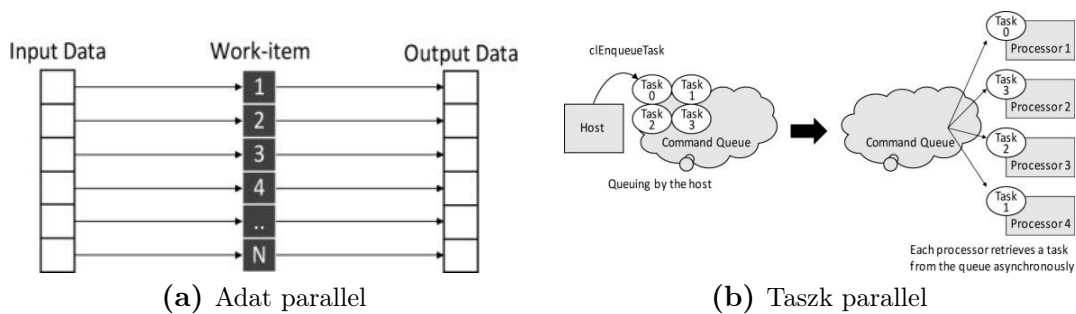 Input Data
Work-item
Output Data
1
2
3
4
..
N
(a) Adat parallel
clEnqueueTask
Host
Task
0
Task
1
Task
2
Task
3
Command Queue
Queuing by the host
Command Queue
Task
0
Processor 1
Task
3
Processor 2
Task
2
Processor 3
Task
1
Processor 4
Each processor retrieves a task
from the queue asynchronously
(b) Taszk parallel